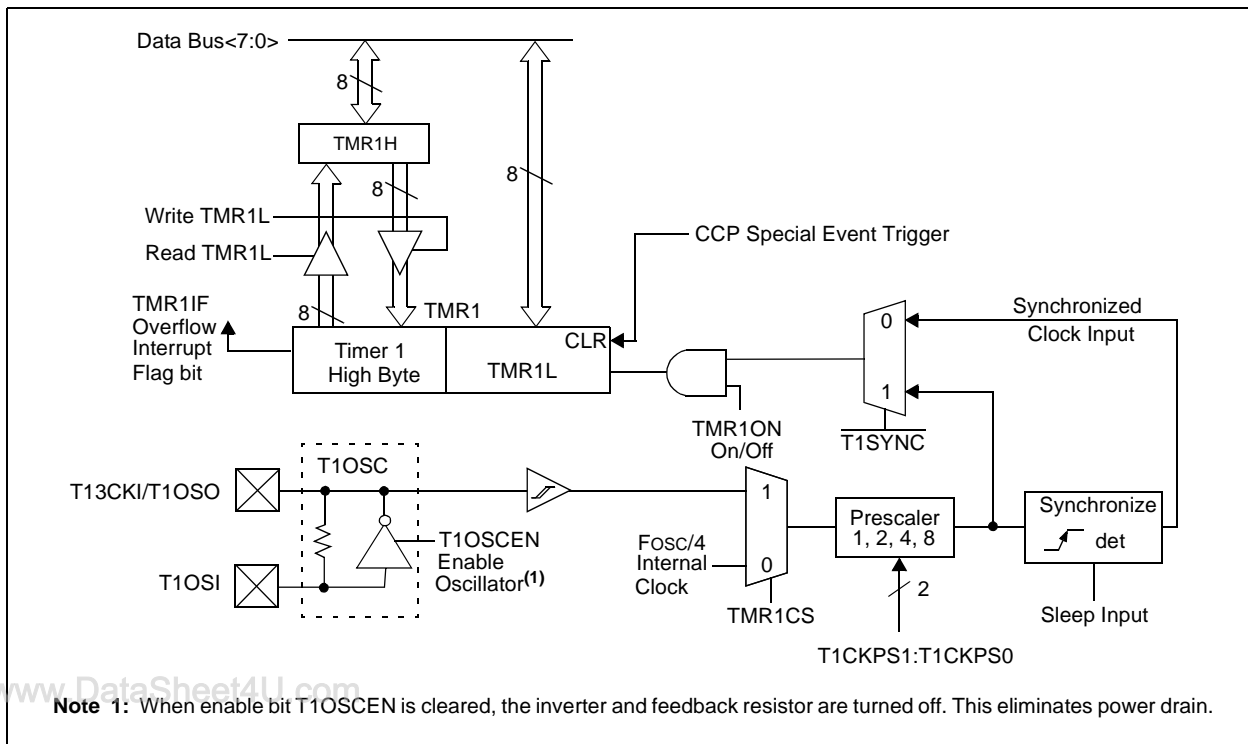 Data Bus<7:0>
8
TMR1H
8
8
Write TMR1L
Read TMR1L
CCP Special Event Trigger
8
TMR1
TMR1IF
Overflow
Interrupt
Flag bit
Timer 1
High Byte
TMR1L
CLR
0
1
Synchronized
Clock Input
TMR1ON
On/Off
T1SYNC
T1OSC
T13CKI/T1OSO
T1OSI
T1OSCEN
Enable
Oscillator(1)
FOSC/4
Internal
Clock
1
0
TMR1CS
Prescaler
1, 2, 4, 8
2
T1CKPS1:T1CKPS0
Synchronize
det
Sleep Input
www.DataSheet4U.com
Note 1: When enable bit T1OSCEN is cleared, the inverter and feedback resistor are turned off. This eliminates power drain.